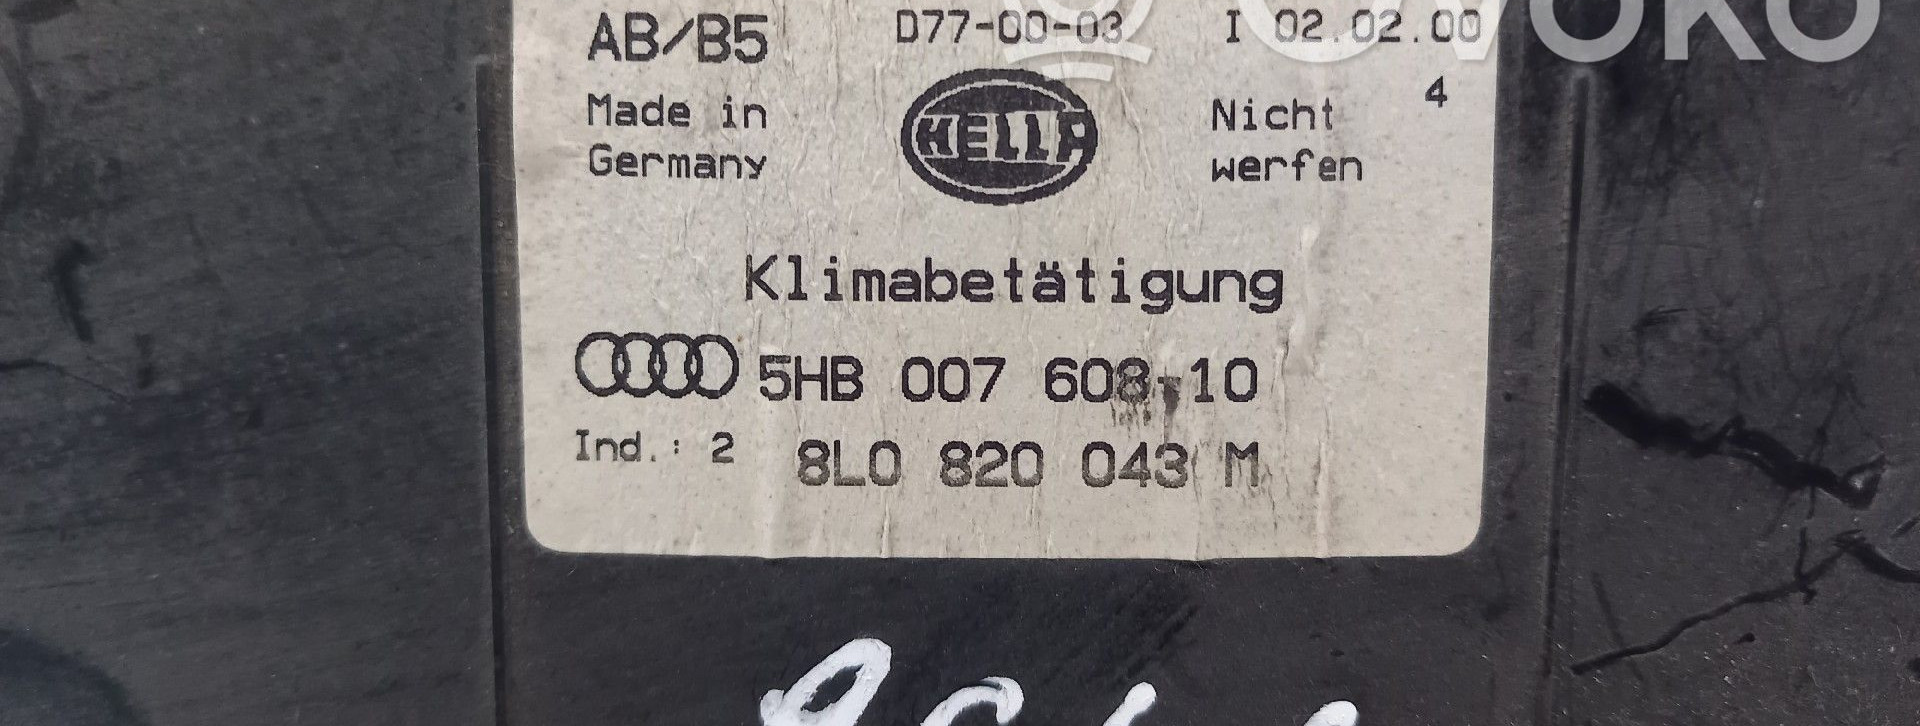 AB/B5 D77-00-03 I 02.02.00
OVOKO
4
Made in Germany
HELLA
Nicht werfen
Klimabetätigung
5HB 007 608-10
Ind.: 2 8L0 820 043 M